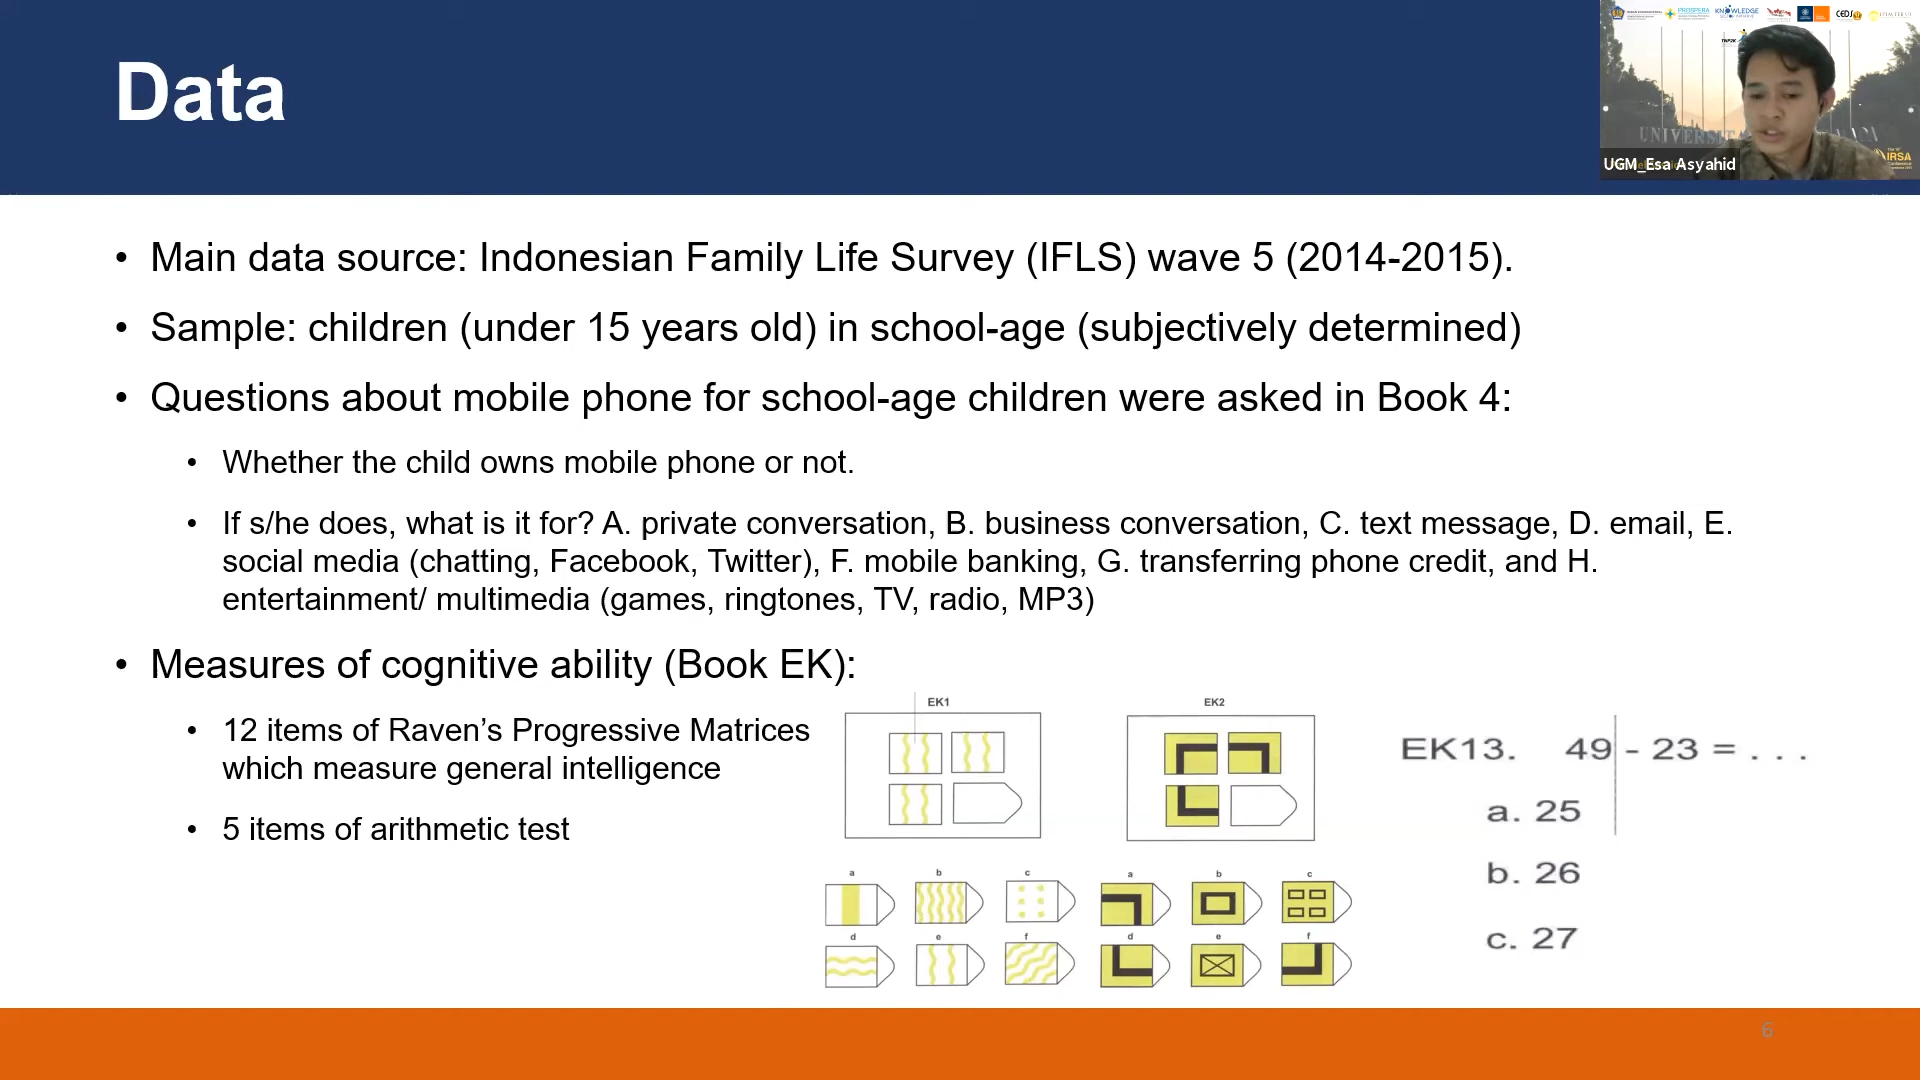 Data
KNOWLEDGE
CEDS
UNIVERSITA
IRSA
UGM_Esa Asyahid
• Main data source: Indonesian Family Life Survey (IFLS) wave 5 (2014-2015).
• Sample: children (under 15 years old) in school-age (subjectively determined)
• Questions about mobile phone for school-age children were asked in Book 4:
• Whether the child owns mobile phone or not.
• If s/he does, what is it for? A. private conversation, B. business conversation, C. text message, D. email, E.
social media (chatting, Facebook, Twitter), F. mobile banking, G. transferring phone credit, and H.
entertainment/ multimedia (games, ringtones, TV, radio, MP3)
• Measures of cognitive ability (Book EK):
• 12 items of Raven’s Progressive Matrices
which measure general intelligence
• 5 items of arithmetic test
EK1
a b c
d e f
EK2
a b c
d e f
EK13. 49 - 23 = . . .
a. 25
b. 26
c. 27
6